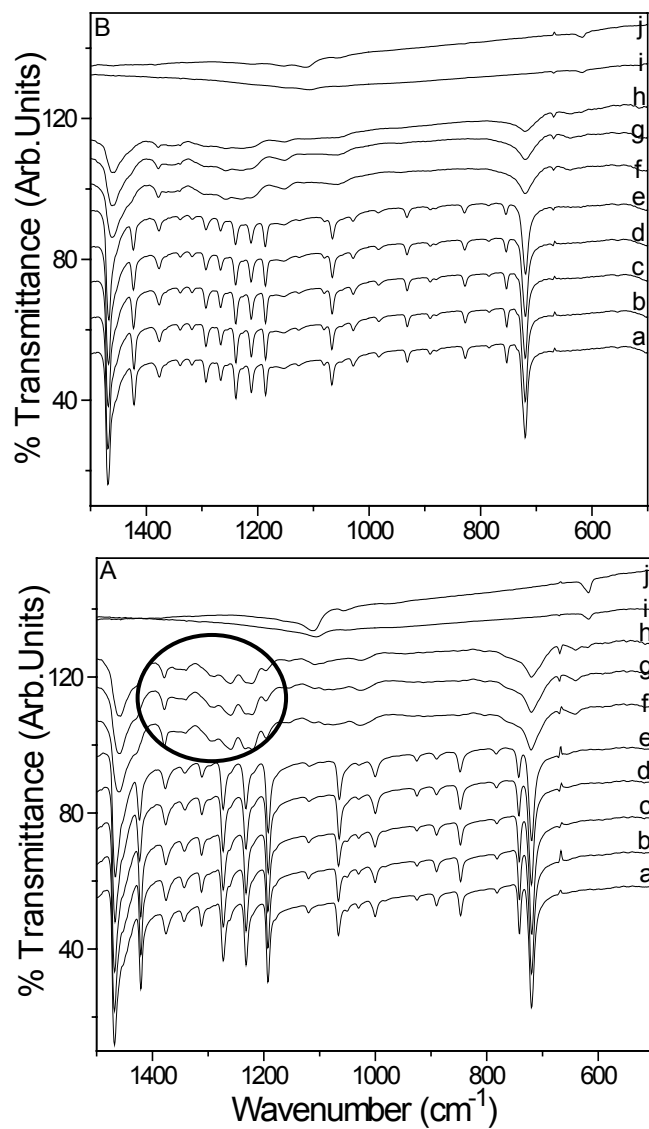 B
j
i
h
g
f
e
d
c
b
a
% Transmittance (Arb.Units)
120
80
40
1400 1200 1000 800 600
A
j
i
h
g
f
e
d
c
b
a
% Transmittance (Arb.Units)
120
80
40
1400 1200 1000 800 600
Wavenumber (cm⁻¹)